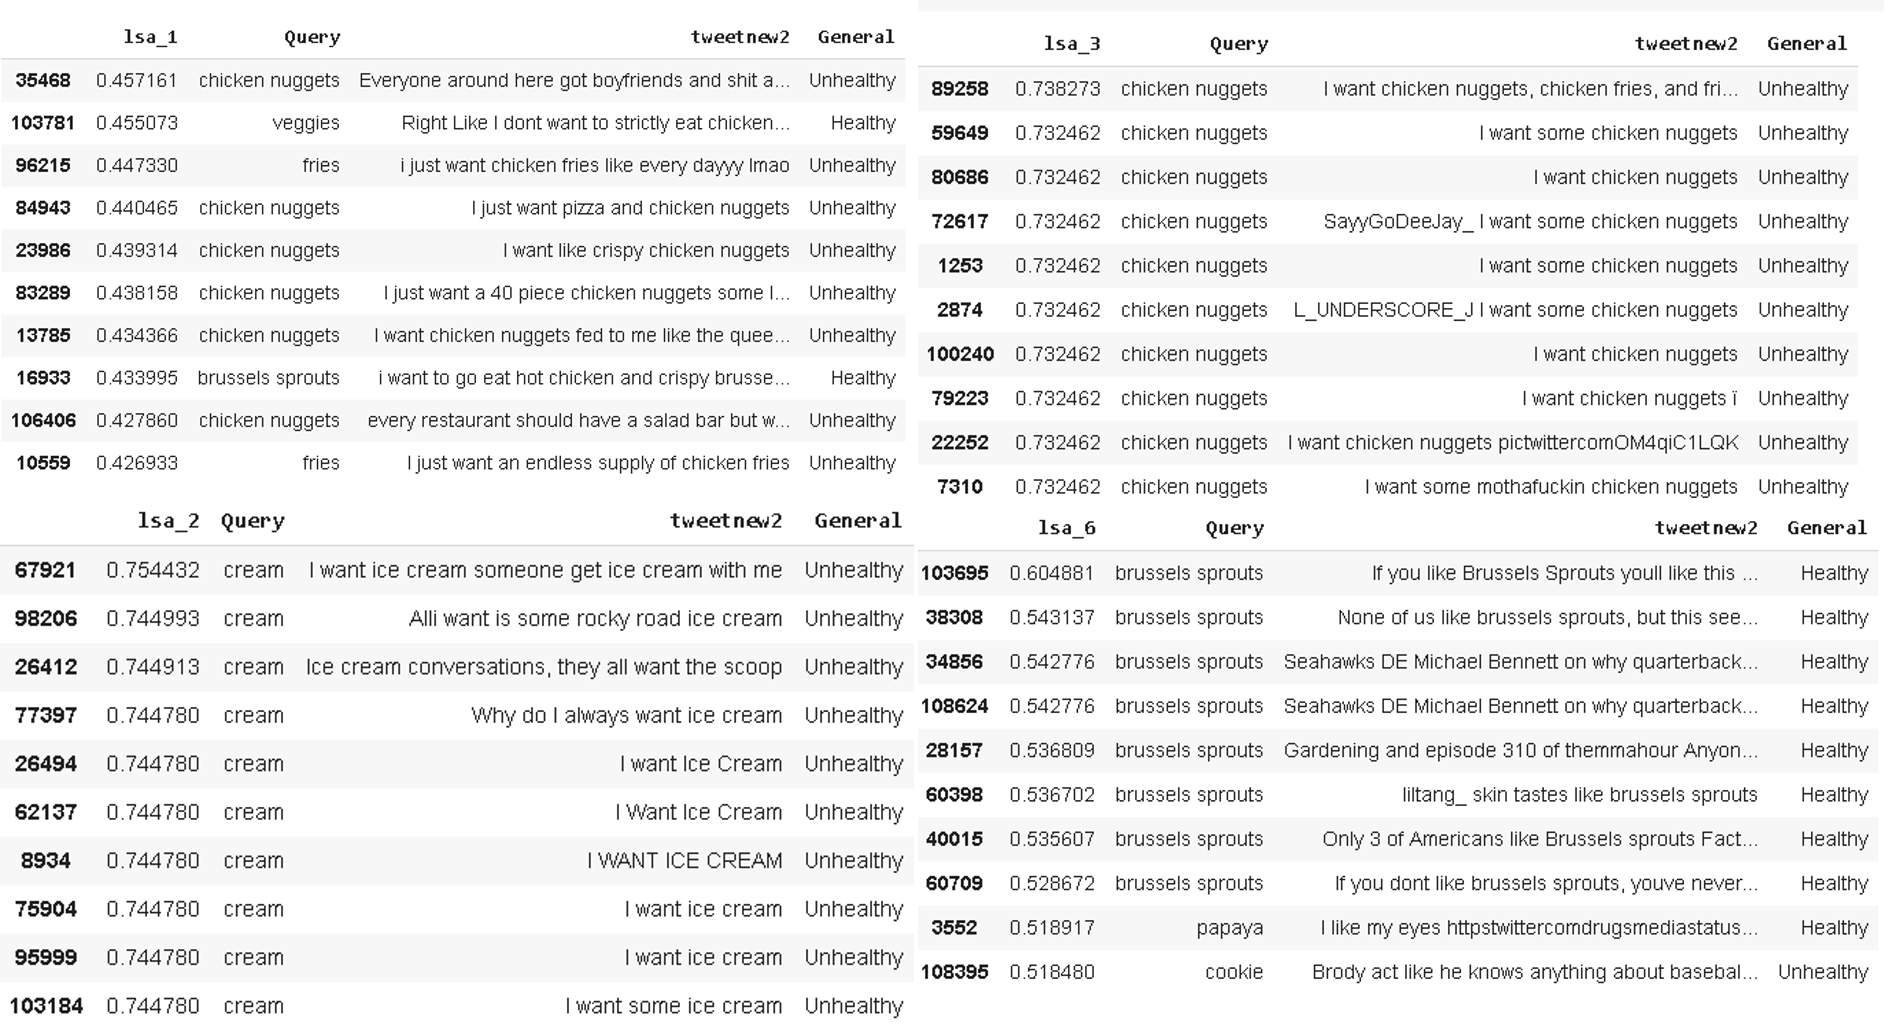 lsa_1 Query tweetnew2 General
35468 0.457161 chicken nuggets Everyone around here got boyfriends and shit a... Unhealthy
103781 0.455073 veggies Right Like I dont want to strictly eat chicken... Healthy
96215 0.447330 fries i just want chicken fries like every dayyy lmao Unhealthy
84943 0.440465 chicken nuggets I just want pizza and chicken nuggets Unhealthy
23986 0.439314 chicken nuggets I want like crispy chicken nuggets Unhealthy
83289 0.438158 chicken nuggets I just want a 40 piece chicken nuggets some l... Unhealthy
13785 0.434366 chicken nuggets I want chicken nuggets fed to me like the quee... Unhealthy
16933 0.433995 brussels sprouts i want to go eat hot chicken and crispy brusse... Healthy
106406 0.427860 chicken nuggets every restaurant should have a salad bar but w... Unhealthy
10559 0.426933 fries I just want an endless supply of chicken fries Unhealthy
lsa_2 Query tweetnew2 General
67921 0.754432 cream I want ice cream someone get ice cream with me Unhealthy
98206 0.744993 cream Alli want is some rocky road ice cream Unhealthy
26412 0.744913 cream Ice cream conversations, they all want the scoop Unhealthy
77397 0.744780 cream Why do I always want ice cream Unhealthy
26494 0.744780 cream I want Ice Cream Unhealthy
62137 0.744780 cream I Want Ice Cream Unhealthy
8934 0.744780 cream I WANT ICE CREAM Unhealthy
75904 0.744780 cream I want ice cream Unhealthy
95999 0.744780 cream I want ice cream Unhealthy
103184 0.744780 cream I want some ice cream Unhealthy
lsa_3 Query tweetnew2 General
89258 0.738273 chicken nuggets I want chicken nuggets, chicken fries, and fri... Unhealthy
59649 0.732462 chicken nuggets I want some chicken nuggets Unhealthy
80686 0.732462 chicken nuggets I want chicken nuggets Unhealthy
72617 0.732462 chicken nuggets SayyGoDeeJay_ I want some chicken nuggets Unhealthy
1253 0.732462 chicken nuggets I want some chicken nuggets Unhealthy
2874 0.732462 chicken nuggets L_UNDERSCORE_J I want some chicken nuggets Unhealthy
100240 0.732462 chicken nuggets I want chicken nuggets Unhealthy
79223 0.732462 chicken nuggets I want chicken nuggets ï Unhealthy
22252 0.732462 chicken nuggets I want chicken nuggets pictwittercomOM4qiC1LQK Unhealthy
7310 0.732462 chicken nuggets I want some mothafuckin chicken nuggets Unhealthy
lsa_6 Query tweetnew2 General
103695 0.604881 brussels sprouts If you like Brussels Sprouts youll like this ... Healthy
38308 0.543137 brussels sprouts None of us like brussels sprouts, but this see... Healthy
34856 0.542776 brussels sprouts Seahawks DE Michael Bennett on why quarterback... Healthy
108624 0.542776 brussels sprouts Seahawks DE Michael Bennett on why quarterback... Healthy
28157 0.536809 brussels sprouts Gardening and episode 310 of themmahour Anyon... Healthy
60398 0.536702 brussels sprouts liltang_ skin tastes like brussels sprouts Healthy
40015 0.535607 brussels sprouts Only 3 of Americans like Brussels sprouts Fact... Healthy
60709 0.528672 brussels sprouts If you dont like brussels sprouts, youve never... Healthy
3552 0.518917 papaya I like my eyes httpstwittercomdrugsmediastatus... Healthy
108395 0.518480 cookie Brody act like he knows anything about basebal... Unhealthy